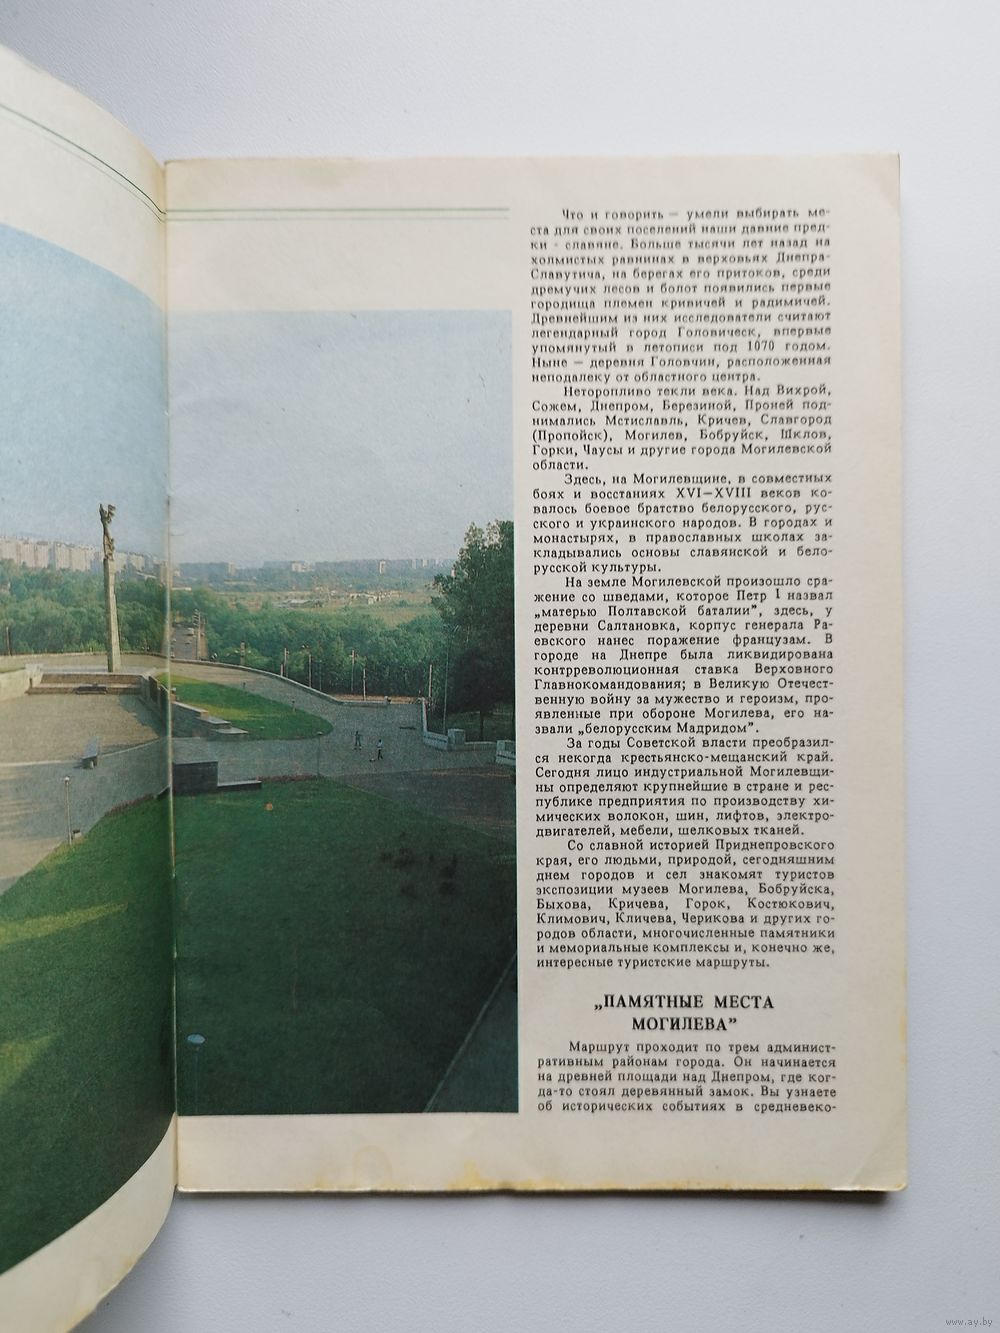 Что и говорить – умели выбирать ме-
ста для своих поселений наши давние пред-
ки - славяне. Больше тысячи лет назад на
холмистых равнинах в верховьях Днепра-
Славутича, на берегах его притоков, среди
дремучих лесов и болот появились первые
городища племен кривичей и радимичей.
Древнейшим из них исследователи считают
легендарный город Головическ, впервые
упомянутый в летописи под 1070 годом.
Ныне – деревня Головчин, расположенная
неподалеку от областного центра.
Неторопливо текли века. Над Вихрой,
Сожем, Днепром, Березиной, Проней под-
нимались Мстиславль, Кричев, Славгород
(Пропойск), Могилев, Бобруйск, Шклов,
Горки, Чаусы и другие города Могилевской
области.
Здесь, на Могилевщине, в совместных
боях и восстаниях XVI–XVIII веков ко-
валось боевое братство белорусского, рус-
ского и украинского народов. В городах и
монастырях, в православных школах за-
кладывались основы славянской и бело-
русской культуры.
На земле Могилевской произошло сра-
жение со шведами, которое Петр I назвал
„матерью Полтавской баталии”, здесь, у
деревни Салтановка, корпус генерала Ра-
евского нанес поражение французам. В
городе на Днепре была ликвидирована
контрреволюционная ставка Верховного
Главнокомандования; в Великую Отечест-
венную войну за мужество и героизм, про-
явленные при обороне Могилева, его на-
звали „белорусским Мадридом”.
За годы Советской власти преобразил-
ся некогда крестьянско-мещанский край.
Сегодня лицо индустриальной Могилевщи-
ны определяют крупнейшие в стране и рес-
публике предприятия по производству хи-
мических волокон, шин, лифтов, электро-
двигателей, мебели, шелковых тканей.
Со славной историей Приднепровского
края, его людьми, природой, сегодняшним
днем городов и сел знакомят туристов
экспозиции музеев Могилева, Бобруйска,
Быхова, Кричева, Горок, Костюкович,
Климович, Кличева, Черикова и других го-
родов области, многочисленные памятники
и мемориальные комплексы и, конечно же,
интересные туристские маршруты.
„ПАМЯТНЫЕ МЕСТА
МОГИЛЕВА”
Маршрут проходит по трем админист-
ративным районам города. Он начинается
на древней площади над Днепром, где ког-
да-то стоял деревянный замок. Вы узнаете
об исторических событиях в средневеко-
www.ay.by